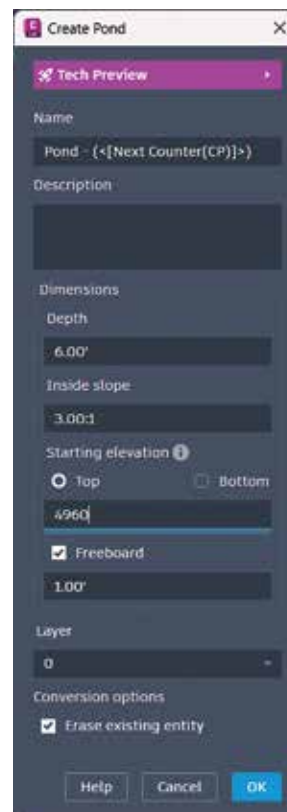 Create Pond
Tech Preview
Name
Pond - (<[Next Counter(CP)]>)
Description
Dimensions
Depth
6.00'
Inside slope
3.00:1
Starting elevation
Top Bottom
4960
Freeboard
1.00'
Layer
0
Conversion options
Erase existing entity
Help Cancel OK